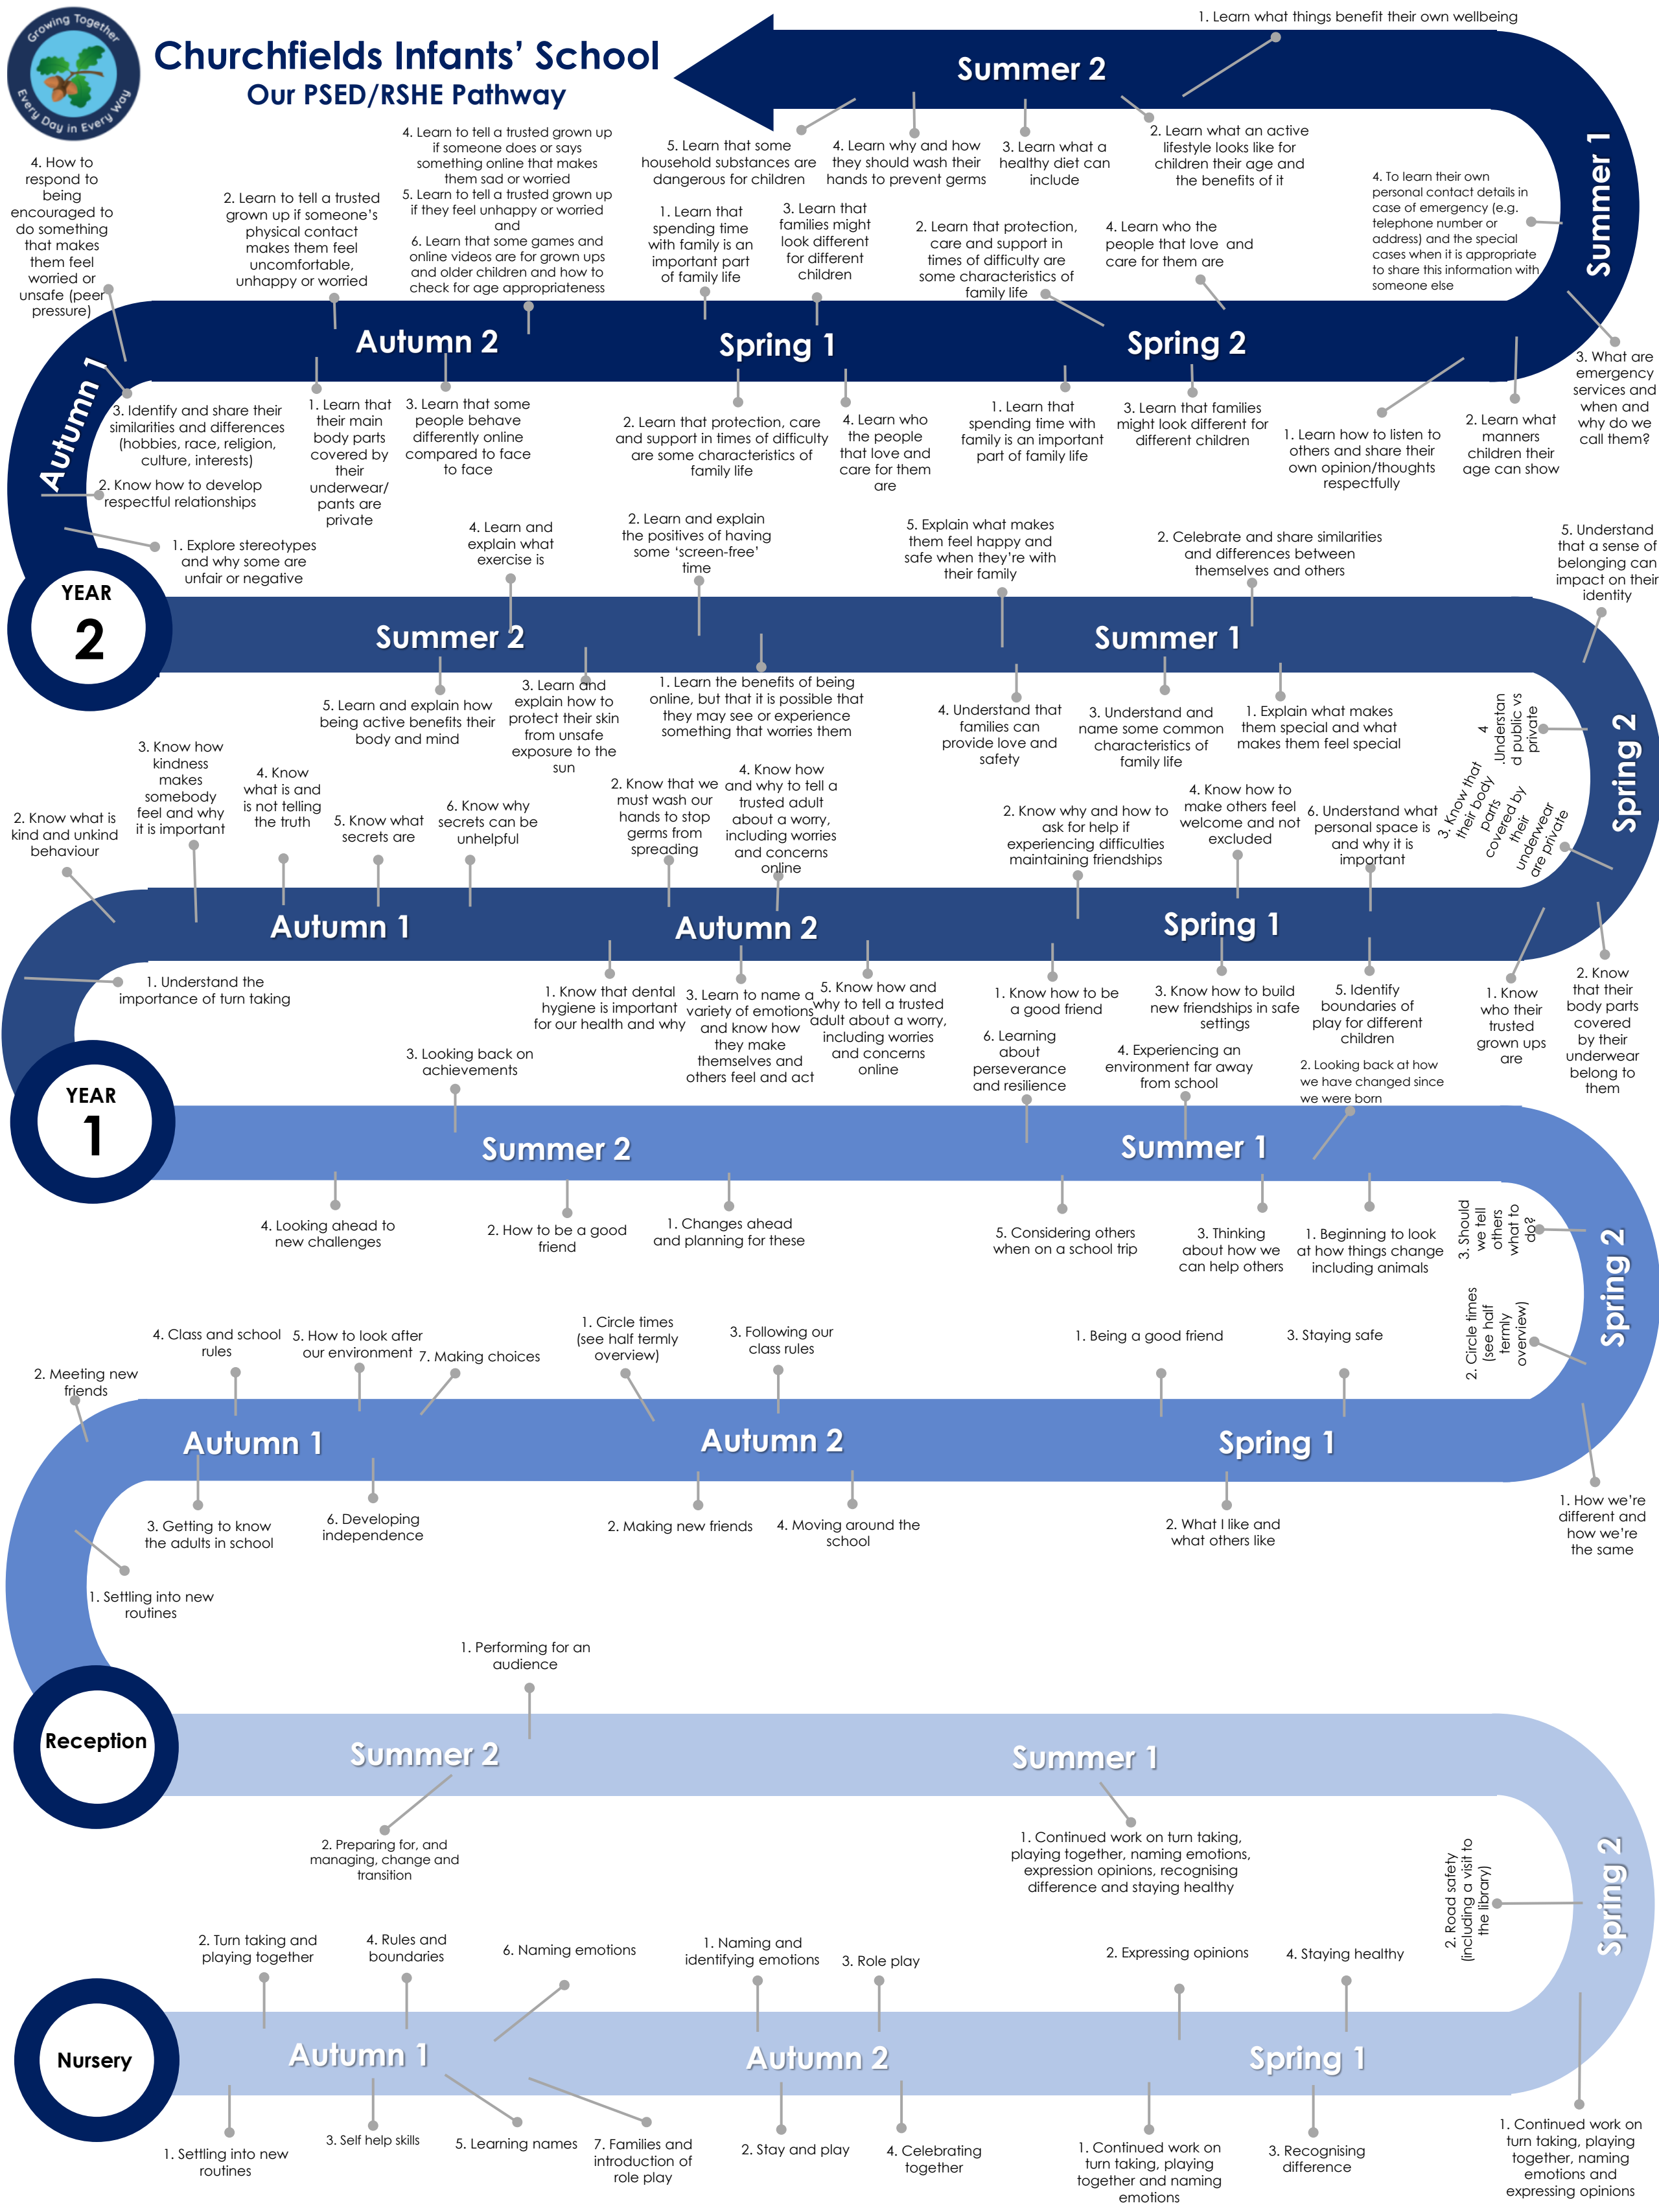 Growing Together
Every Day in Every Way
Churchfields Infants' School
Our PSED/RSHE Pathway
1. Learn what things benefit their own wellbeing
Summer 2
5. Learn that some
household substances are
dangerous for children
4. Learn why and how
they should wash their
hands to prevent germs
3. Learn what a
healthy diet can
include
2. Learn what an active
lifestyle looks like for
children their age and
the benefits of it
Summer 1
4. To learn their own
personal contact details in
case of emergency (e.g.
telephone number or
address) and the special
cases when it is appropriate
to share this information with
someone else
3. What are
emergency
services and
when and
why do we
call them?
2. Learn what
manners
children their
age can show
1. Learn how to listen to
others and share their
own opinion/thoughts
respectfully
4. How to
respond to
being
encouraged to
do something
that makes
them feel
worried or
unsafe (peer
pressure)
2. Learn to tell a trusted
grown up if someone's
physical contact
makes them feel
uncomfortable,
unhappy or worried
4. Learn to tell a trusted grown up
if someone does or says
something online that makes
them sad or worried
5. Learn to tell a trusted grown up
if they feel unhappy or worried
and
6. Learn that some games and
online videos are for grown ups
and older children and how to
check for age appropriateness
1. Learn that
spending time
with family is an
important part
of family life
3. Learn that
families might
look different
for different
children
2. Learn that protection,
care and support in
times of difficulty are
some characteristics of
family life
4. Learn who the
people that love and
care for them are
Autumn 1
Autumn 2
Spring 1
Spring 2
3. Identify and share their
similarities and differences
(hobbies, race, religion,
culture, interests)
2. Know how to develop
respectful relationships
1. Explore stereotypes
and why some are
unfair or negative
1. Learn that
their main
body parts
covered by
their
underwear/
pants are
private
3. Learn that some
people behave
differently online
compared to face
to face
2. Learn that protection, care
and support in times of difficulty
are some characteristics of
family life
4. Learn who
the people
that love and
care for them
are
1. Learn that
spending time with
family is an important
part of family life
3. Learn that families
might look different for
different children
YEAR
2
4. Learn and
explain what
exercise is
2. Learn and explain
the positives of having
some 'screen-free'
time
5. Explain what makes
them feel happy and
safe when they're with
their family
2. Celebrate and share similarities
and differences between
themselves and others
5. Understand
that a sense of
belonging can
impact on their
identity
Summer 2
Summer 1
Spring 2
5. Learn and explain how
being active benefits their
body and mind
3. Learn and
explain how to
protect their skin
from unsafe
exposure to the
sun
1. Learn the benefits of being
online, but that it is possible that
they may see or experience
something that worries them
4. Understand that
families can
provide love and
safety
3. Understand and
name some common
characteristics of
family life
1. Explain what makes
them special and what
makes them feel special
4
.Understan
d public vs
private
3. Know that
their body
parts
covered by
their
underwear
are private
2. Know what is
kind and unkind
behaviour
3. Know how
kindness
makes
somebody
feel and why
it is important
4. Know
what is and
is not telling
the truth
5. Know what
secrets are
6. Know why
secrets can be
unhelpful
2. Know that we
must wash our
hands to stop
germs from
spreading
4. Know how
and why to tell a
trusted adult
about a worry,
including worries
and concerns
online
2. Know why and how to
ask for help if
experiencing difficulties
maintaining friendships
4. Know how to
make others feel
welcome and not
excluded
6. Understand what
personal space is
and why it is
important
Autumn 1
Autumn 2
Spring 1
1. Understand the
importance of turn taking
1. Know that dental
hygiene is important
for our health and why
3. Learn to name a
variety of emotions
and know how
they make
themselves and
others feel and act
5. Know how and
why to tell a trusted
adult about a worry,
including worries
and concerns
online
1. Know how to be
a good friend
3. Know how to build
new friendships in safe
settings
5. Identify
boundaries of
play for different
children
1. Know
who their
trusted
grown ups
are
2. Know
that their
body parts
covered
by their
underwear
belong to
them
YEAR
1
3. Looking back on
achievements
6. Learning
about
perseverance
and resilience
4. Experiencing an
environment far away
from school
2. Looking back at how
we have changed since
we were born
Summer 2
Summer 1
Spring 2
4. Looking ahead to
new challenges
2. How to be a good
friend
1. Changes ahead
and planning for these
5. Considering others
when on a school trip
3. Thinking
about how we
can help others
1. Beginning to look
at how things change
including animals
3. Should
we tell
others
what to
do?
2. Circle times
(see half
termly
overview)
2. Meeting new
friends
4. Class and school
rules
5. How to look after
our environment
7. Making choices
1. Circle times
(see half termly
overview)
3. Following our
class rules
1. Being a good friend
3. Staying safe
Autumn 1
Autumn 2
Spring 1
1. Settling into new
routines
3. Getting to know
the adults in school
6. Developing
independence
2. Making new friends
4. Moving around the
school
2. What I like and
what others like
1. How we're
different and
how we're
the same
Reception
1. Performing for an
audience
Summer 2
Summer 1
Spring 2
2. Preparing for, and
managing, change and
transition
1. Continued work on turn taking,
playing together, naming emotions,
expression opinions, recognising
difference and staying healthy
2. Road safety
(including a visit to
the library)
2. Turn taking and
playing together
4. Rules and
boundaries
6. Naming emotions
1. Naming and
identifying emotions
3. Role play
2. Expressing opinions
4. Staying healthy
Nursery
Autumn 1
Autumn 2
Spring 1
1. Settling into new
routines
3. Self help skills
5. Learning names
7. Families and
introduction of
role play
2. Stay and play
4. Celebrating
together
1. Continued work on
turn taking, playing
together and naming
emotions
3. Recognising
difference
1. Continued work on
turn taking, playing
together, naming
emotions and
expressing opinions